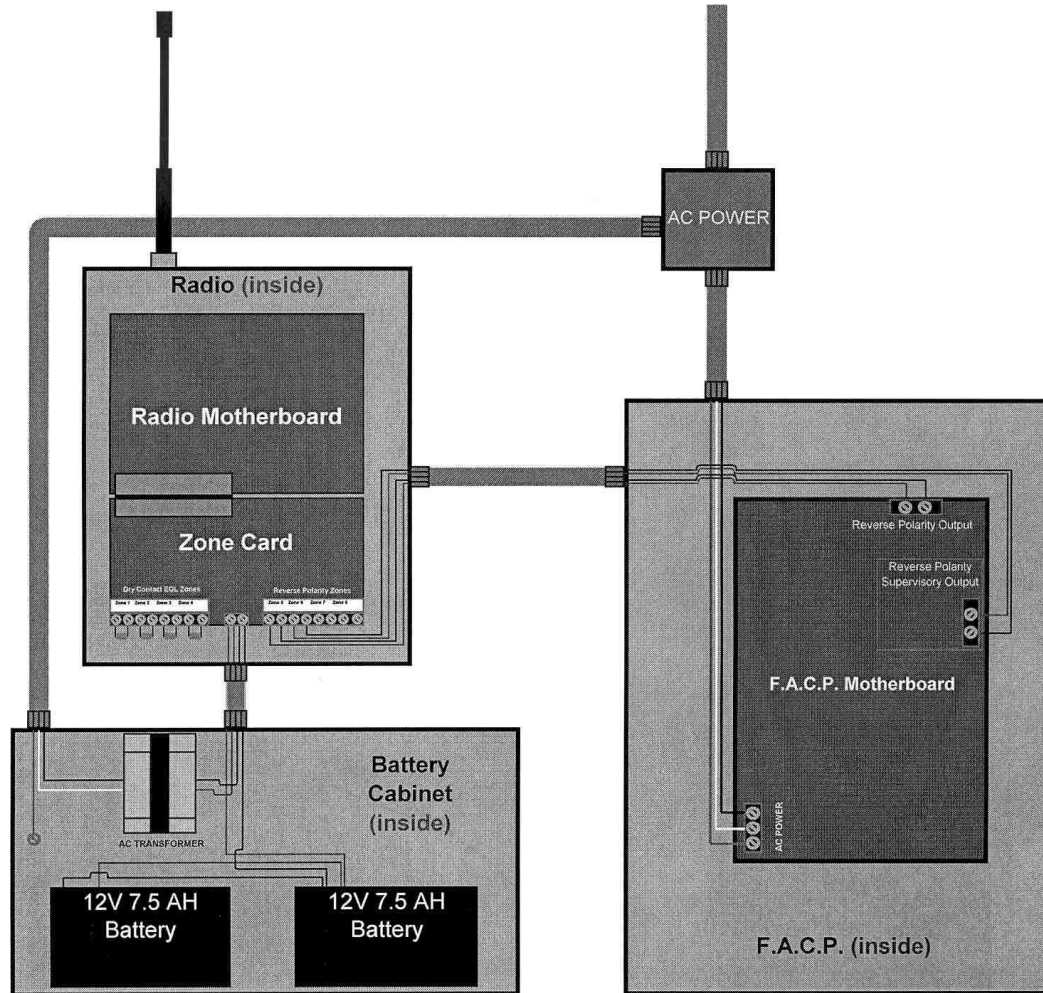 AC POWER
Radio (inside)
Radio Motherboard
Zone Card
Dry Contact EOL Zones
Zone 1 Zone 2 Zone 3 Zone 4
Reverse Polarity Zones
Zone 5 Zone 6 Zone 7 Zone 8
Reverse Polarity Output
Reverse Polarity
Supervisory Output
F.A.C.P. Motherboard
AC POWER
F.A.C.P. (inside)
Battery
Cabinet
(inside)
AC TRANSFORMER
12V 7.5 AH
Battery
12V 7.5 AH
Battery